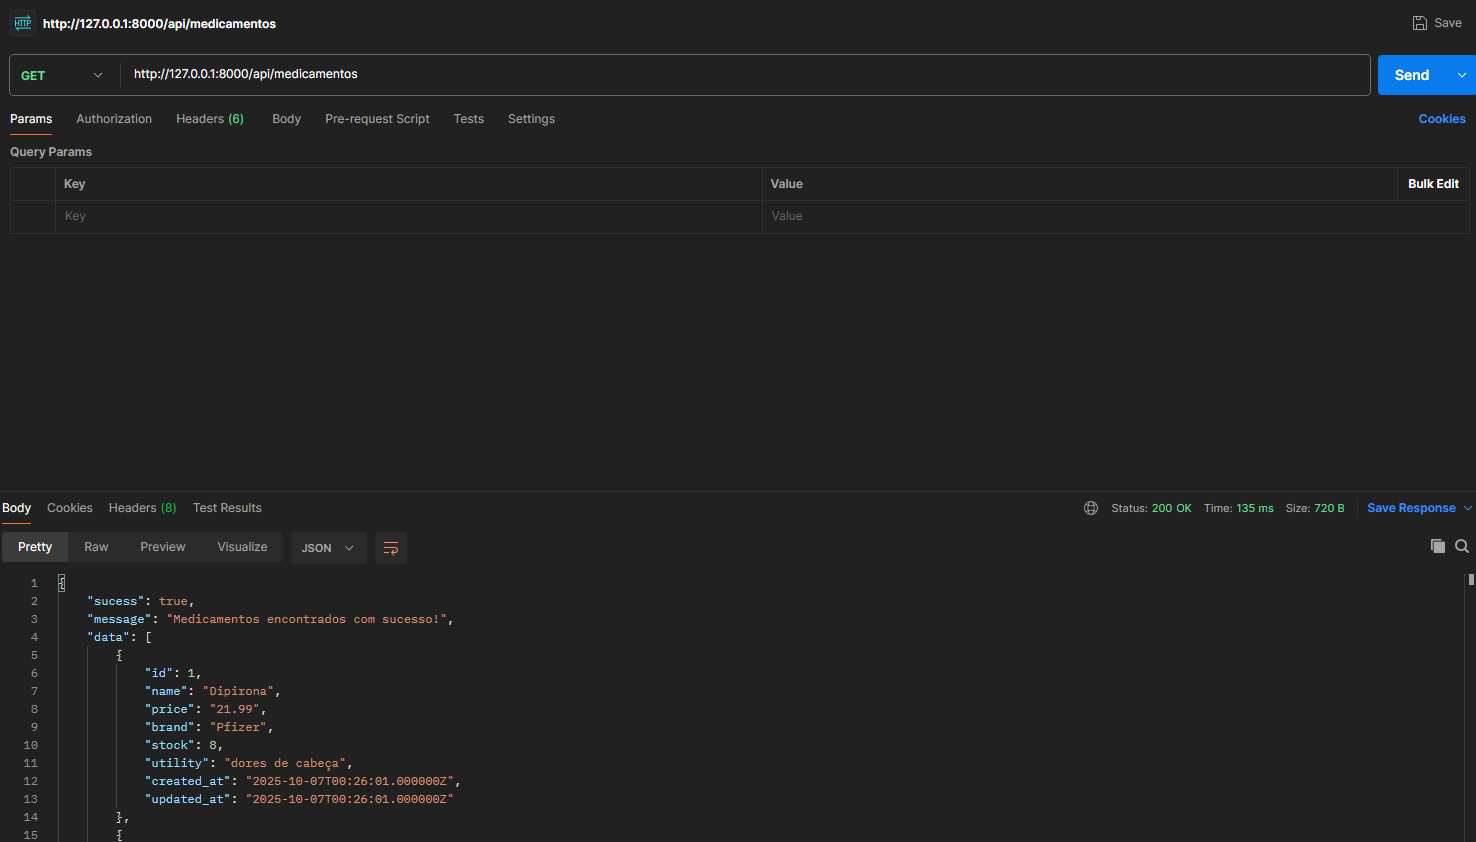 HTTP http://127.0.0.1:8000/api/medicamentos Save
GET http://127.0.0.1:8000/api/medicamentos Send
Params Authorization Headers (6) Body Pre-request Script Tests Settings Cookies
Query Params
Key Value Bulk Edit
Key Value
Body Cookies Headers (8) Test Results Status: 200 OK Time: 135 ms Size: 720 B Save Response
Pretty Raw Preview Visualize JSON
1 {
2 "sucess": true,
3 "message": "Medicamentos encontrados com sucesso!",
4 "data": [
5 {
6 "id": 1,
7 "name": "Dipirona",
8 "price": "21.99",
9 "brand": "Pfizer",
10 "stock": 8,
11 "utility": "dores de cabeça",
12 "created_at": "2025-10-07T00:26:01.000000Z",
13 "updated_at": "2025-10-07T00:26:01.000000Z"
14 },
15 {